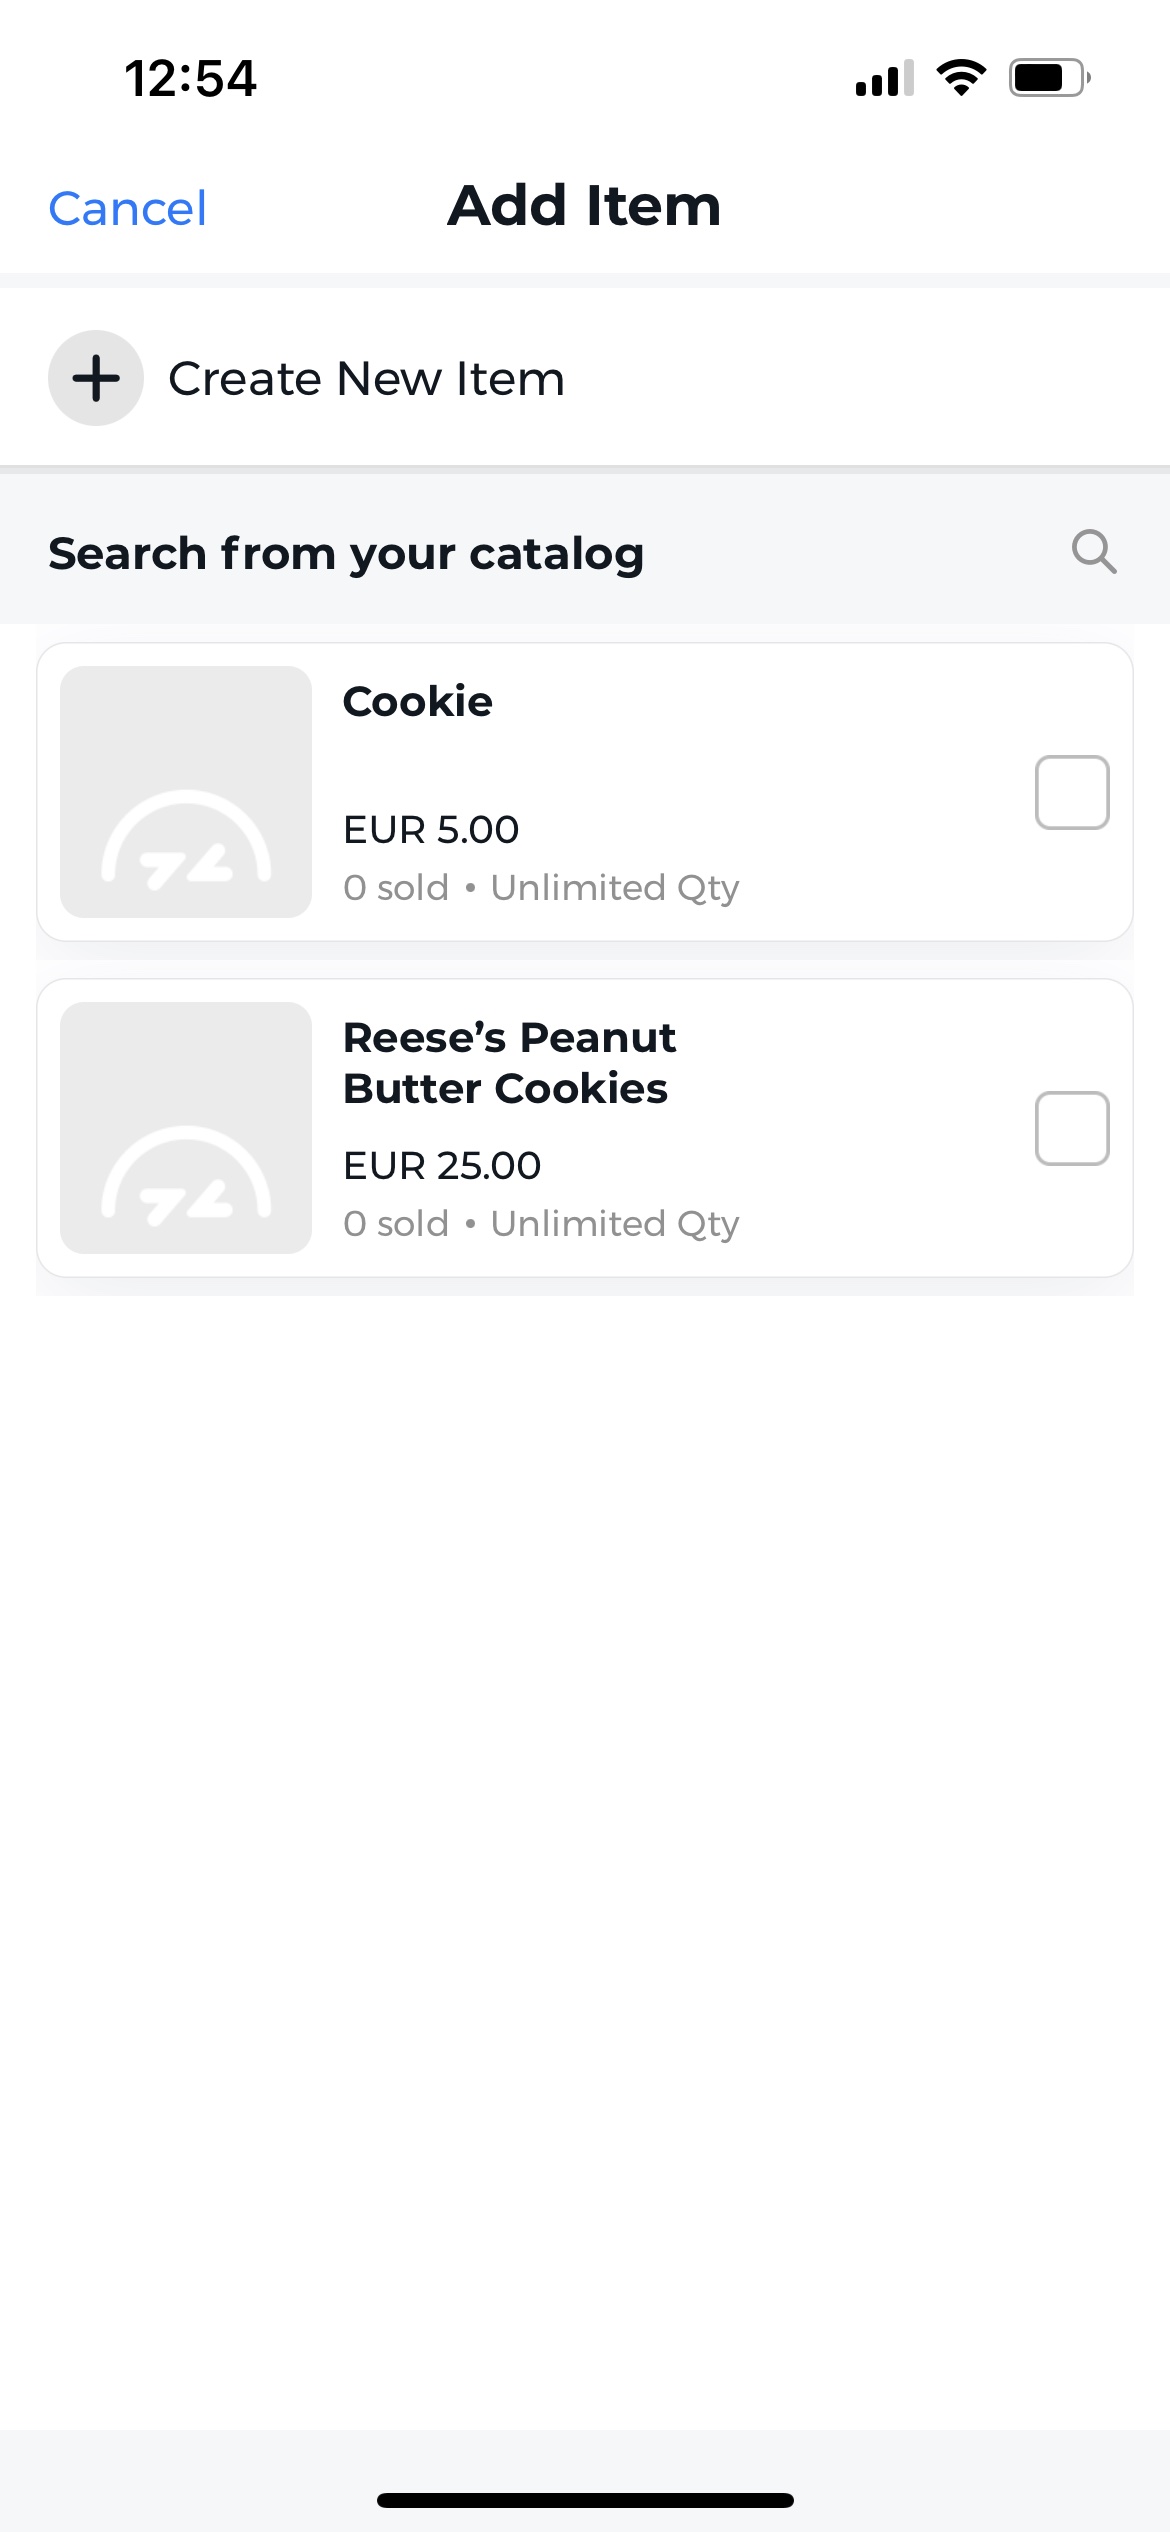 12:54
Cancel
Add Item
Create New Item
Search from your catalog
Cookie
EUR 5.00
0 sold • Unlimited Qty
Reese’s Peanut
Butter Cookies
EUR 25.00
0 sold • Unlimited Qty